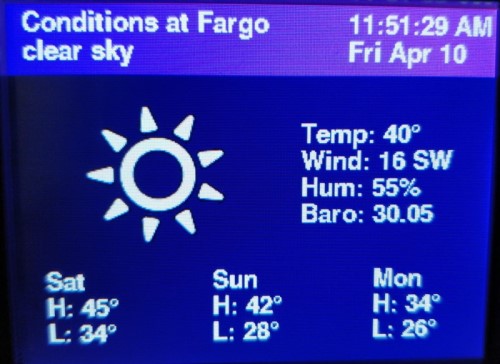 Conditions at Fargo
clear sky
11:51:29 AM
Fri Apr 10
Temp: 40°
Wind: 16 SW
Hum: 55%
Baro: 30.05
Sat
H: 45°
L: 34°
Sun
H: 42°
L: 28°
Mon
H: 34°
L: 26°